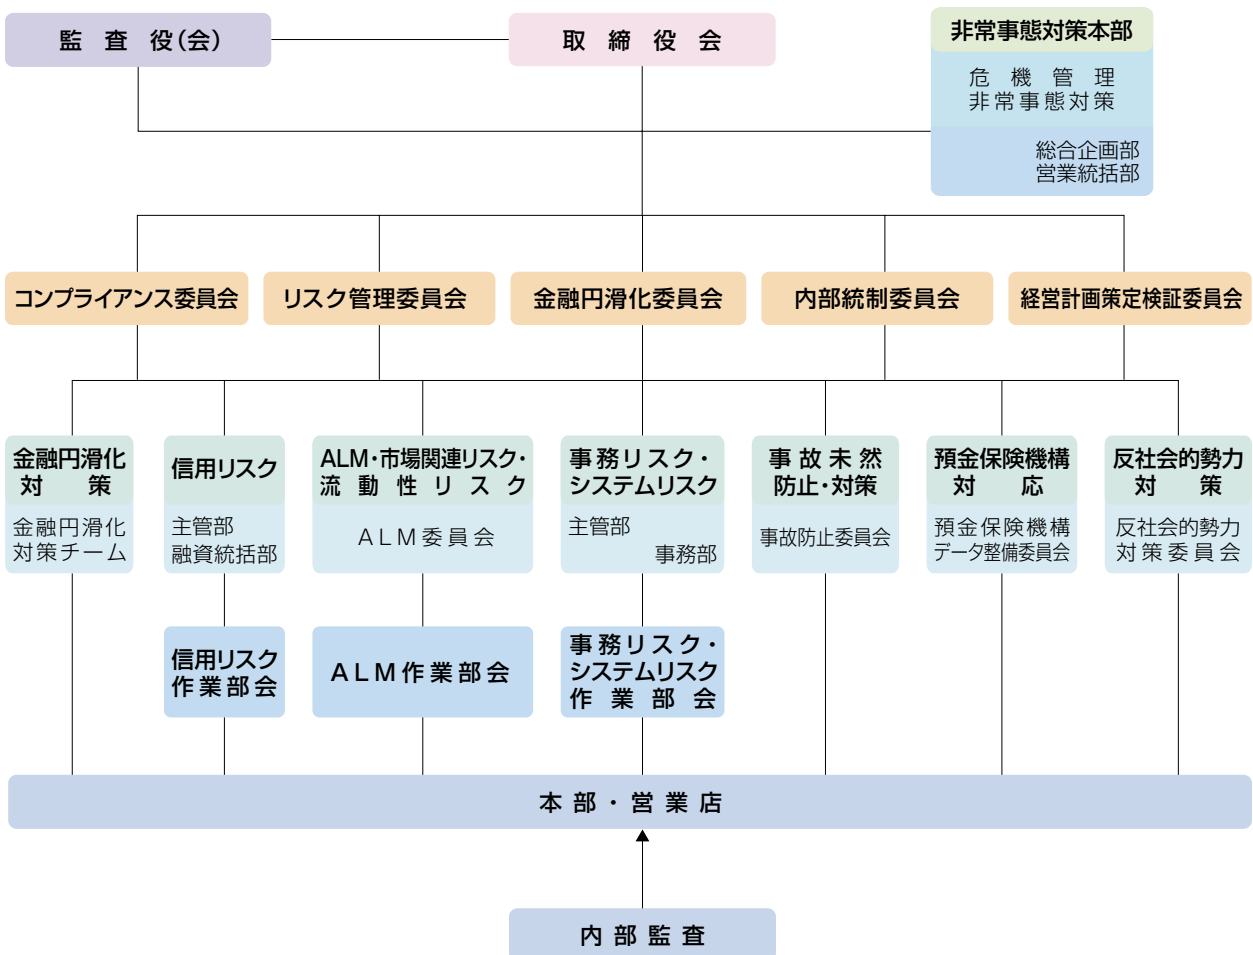 監査役(会)
取締役会
非常事態対策本部
危機管理
非常事態対策
総合企画部
営業統括部
コンプライアンス委員会
リスク管理委員会
金融円滑化委員会
内部統制委員会
経営計画策定検証委員会
金融円滑化
対策
金融円滑化
対策チーム
信用リスク
主管部
融資統括部
ALM・市場関連リスク・
流動性リスク
ALM委員会
事務リスク・
システムリスク
主管部
事務部
事故未然
防止・対策
事故防止委員会
預金保険機構
対応
預金保険機構
データ整備委員会
反社会的勢力
対策
反社会的勢力
対策委員会
信用リスク
作業部会
ALM作業部会
事務リスク・
システムリスク
作業部会
本部・営業店
内部監査